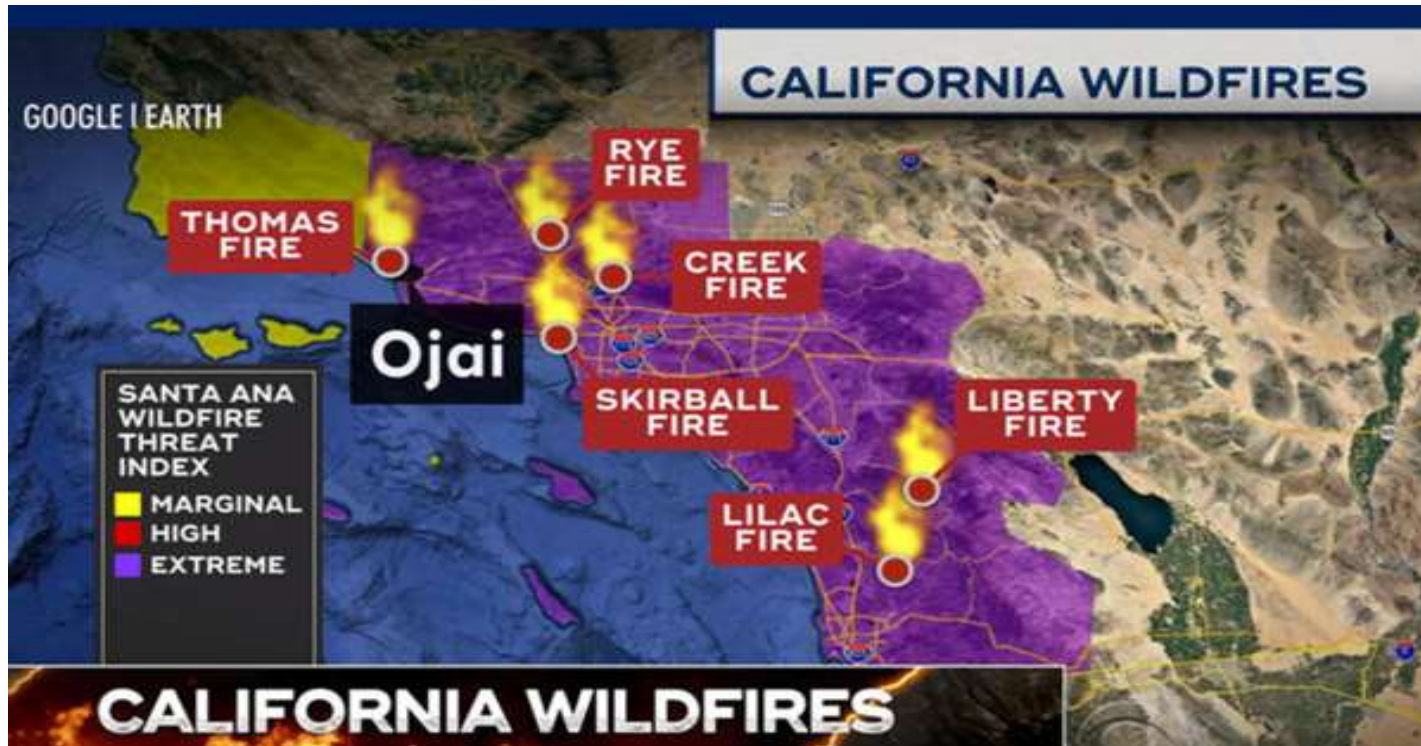 CALIFORNIA WILDFIRES
GOOGLE | EARTH
RYE
FIRE
THOMAS
FIRE
CREEK
FIRE
Ojai
SKIRBALL
FIRE
LIBERTY
FIRE
LILAC
FIRE
SANTA ANA
WILDFIRE
THREAT
INDEX
MARGINAL
HIGH
EXTREME
CALIFORNIA WILDFIRES